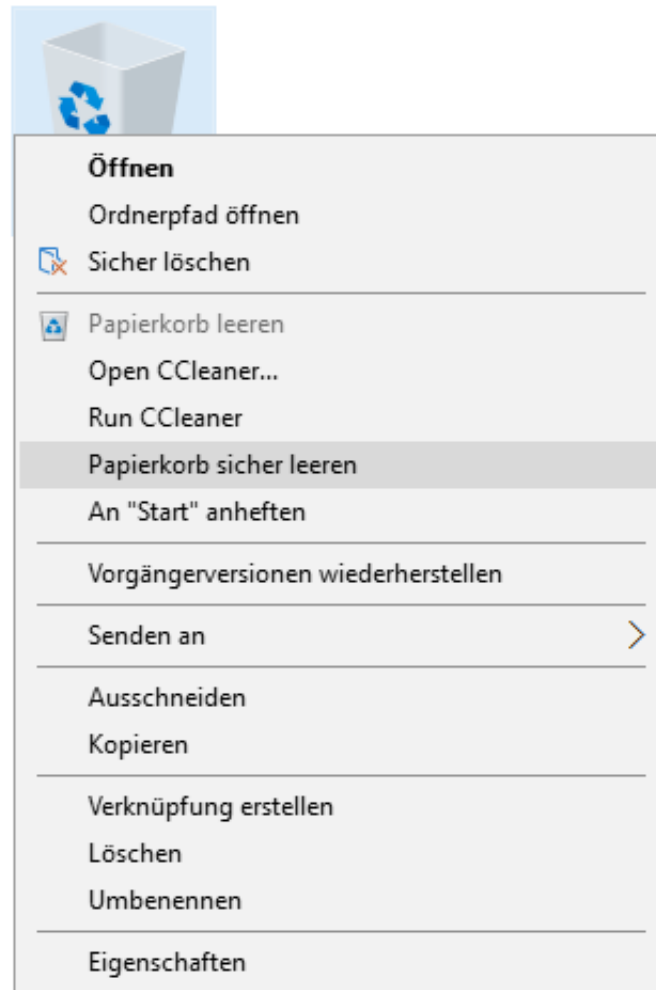 Öffnen
Ordnerpfad öffnen
Sicher löschen
Papierkorb leeren
Open CCleaner...
Run CCleaner
Papierkorb sicher leeren
An "Start" anheften
Vorgängerversionen wiederherstellen
Senden an
Ausschneiden
Kopieren
Verknüpfung erstellen
Löschen
Umbenennen
Eigenschaften